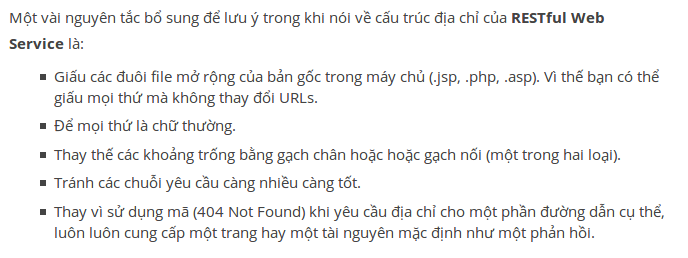 Một vài nguyên tắc bổ sung để lưu ý trong khi nói về cấu trúc địa chỉ của RESTful Web
Service là:
Giấu các đuôi file mở rộng của bản gốc trong máy chủ (.jsp, .php, .asp). Vì thế bạn có thể
giấu mọi thứ mà không thay đổi URLs.
Để mọi thứ là chữ thường.
Thay thế các khoảng trống bằng gạch chân hoặc hoặc gạch nối (một trong hai loại).
Tránh các chuỗi yêu cầu càng nhiều càng tốt.
Thay vì sử dụng mã (404 Not Found) khi yêu cầu địa chỉ cho một phần đường dẫn cụ thể,
luôn luôn cung cấp một trang hay một tài nguyên mặc định như một phản hồi.